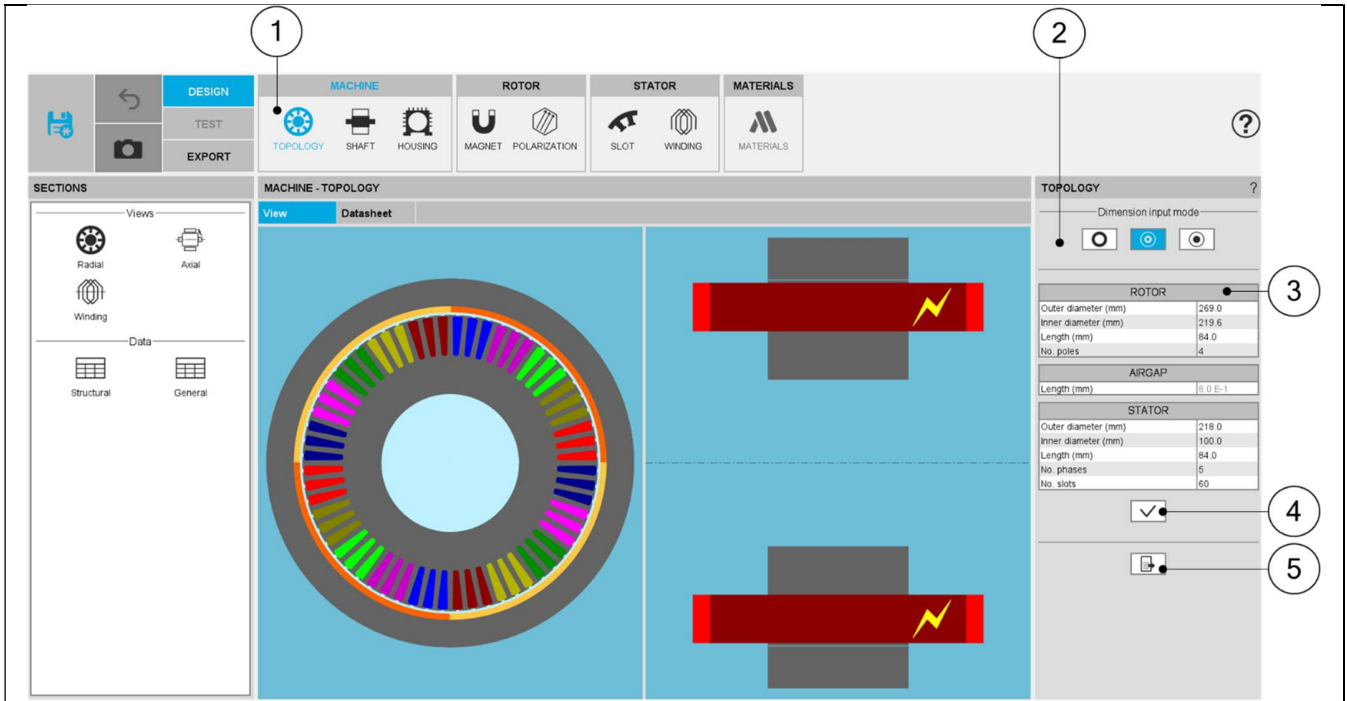 1
2
DESIGN
TEST
EXPORT
MACHINE
ROTOR
STATOR
MATERIALS
TOPOLOGY
SHAFT
HOUSING
MAGNET
POLARIZATION
SLOT
WINDING
MATERIALS
?
SECTIONS
Views
Radial
Axial
Winding
Data
Structural
General
MACHINE - TOPOLOGY
View
Datasheet
TOPOLOGY ?
Dimension input mode
ROTOR
Outer diameter (mm) 269.0
Inner diameter (mm) 219.6
Length (mm) 84.0
No. poles 4
AIRGAP
Length (mm) 8.0 E-1
STATOR
Outer diameter (mm) 218.0
Inner diameter (mm) 100.0
Length (mm) 84.0
No. phases 5
No. slots 60
3
4
5